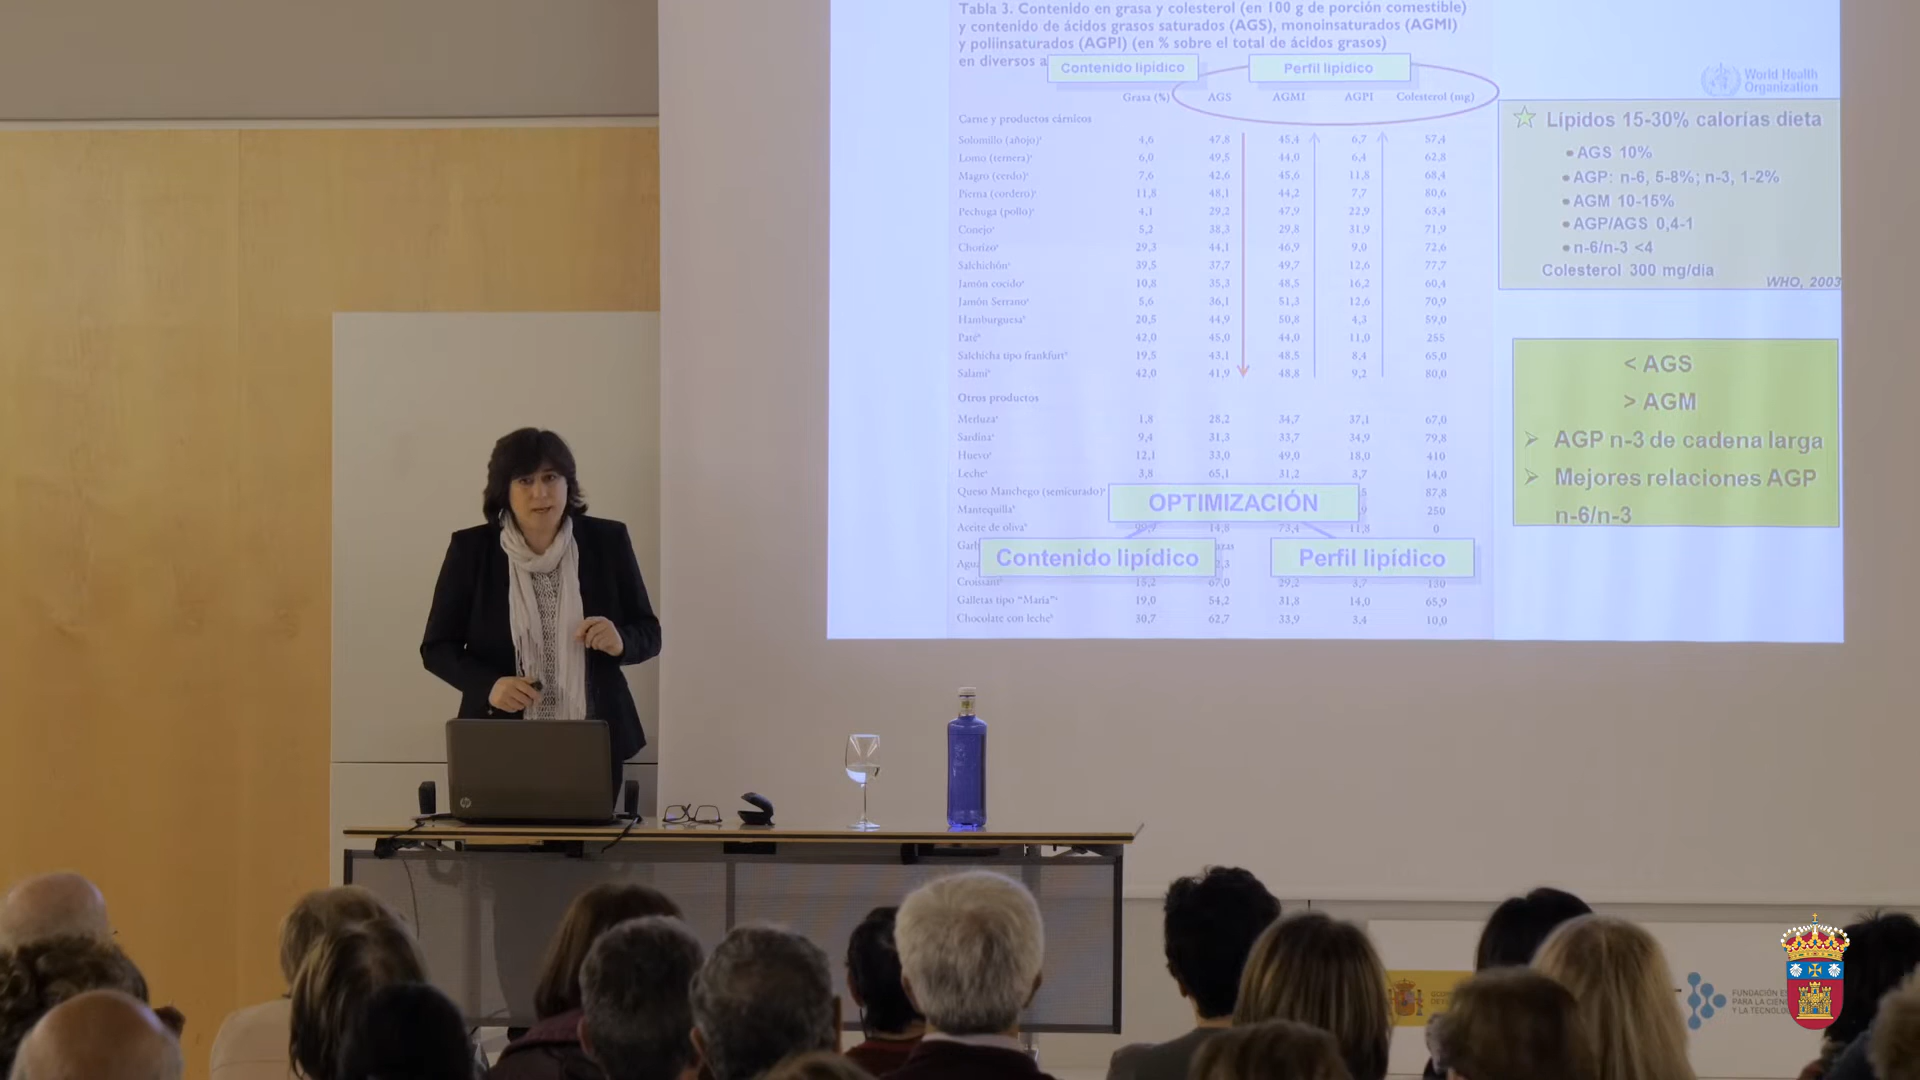 Tabla 3. Contenido en grasa y colesterol (en 100 g de porción comestible)
y contenido de ácidos grasos saturados (AGS), monoinsaturados (AGMI)
y poliinsaturados (AGPI) (en % sobre el total de ácidos grasos)
en diversos a
Contenido lipídico
Perfil lipídico
Grasa (%) AGS AGMI AGPI Colesterol (mg)
Carne y productos cárnicos
Solomillo (añojo) 4,6 47,8 45,4 6,7 57,4
Lomo (ternera) 6,0 49,5 44,0 6,4 62,8
Magro (cerdo) 7,6 42,6 45,6 11,8 68,4
Pierna (cordero) 11,8 48,1 44,2 7,7 80,6
Pechuga (pollo) 4,1 29,2 47,9 22,9 63,4
Conejo 5,2 38,3 29,8 31,9 71,9
Chorizo 29,3 44,1 46,9 9,0 72,6
Salchichón 39,5 37,7 49,7 12,6 77,7
Jamón cocido 10,8 35,3 48,5 16,2 60,4
Jamón Serrano 5,6 36,1 51,3 12,6 70,9
Hamburguesa 20,5 44,9 50,8 4,3 59,0
Paté 42,0 45,0 44,0 11,0 255
Salchicha tipo frankfurt 19,5 43,1 48,5 8,4 65,0
Salami 42,0 41,9 48,8 9,2 80,0
Otros productos
Merluza 1,8 28,2 34,7 37,1 67,0
Sardina 9,4 31,3 33,7 34,9 79,8
Huevo 12,1 33,0 49,0 18,0 410
Leche 3,8 65,1 31,2 3,7 14,0
Queso Manchego (semicurado) 87,8
Mantequilla 250
Aceite de oliva 14,8 73,4 11,8 0
Croissant 15,2 67,0 29,2 3,7 130
Galletas tipo "María" 19,0 54,2 31,8 14,0 65,9
Chocolate con leche 30,7 62,7 33,9 3,4 10,0
OPTIMIZACIÓN
Contenido lipídico
Perfil lipídico
World Health
Organization
Lípidos 15-30% calorías dieta
• AGS 10%
• AGP: n-6, 5-8%; n-3, 1-2%
• AGM 10-15%
• AGP/AGS 0,4-1
• n-6/n-3 <4
Colesterol 300 mg/día
WHO, 2003
< AGS
> AGM
AGP n-3 de cadena larga
Mejores relaciones AGP
n-6/n-3
hp
FUNDACIÓN ES
PARA LA CIENC
Y LA TECNOLO